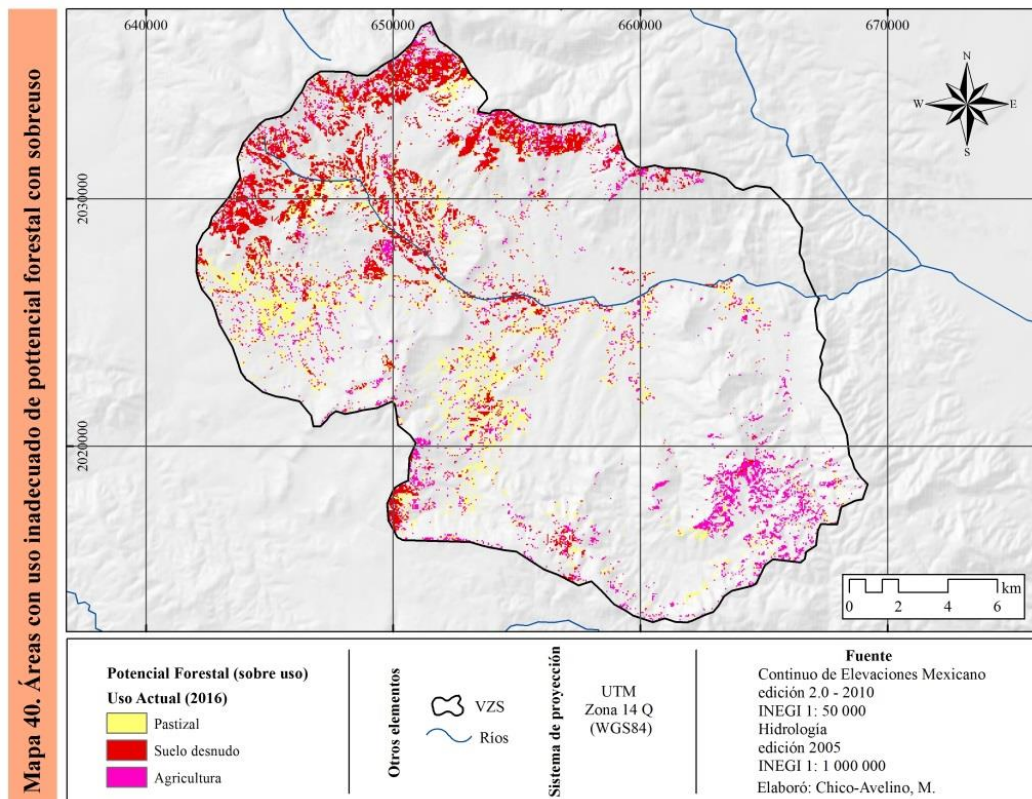 Mapa 40. Áreas con uso inadecuado de pottencial forestal con sobreuso
640000
650000
660000
670000
2030000
2020000
N
W
E
S
km
0
2
4
6
Potencial Forestal (sobre uso)
Uso Actual (2016)
Pastizal
Suelo desnudo
Agricultura
Otros elementos
VZS
Ríos
Sistema de proyección
UTM
Zona 14 Q
(WGS84)
Fuente
Continuo de Elevaciones Mexicano
edición 2.0 - 2010
INEGI 1: 50 000
Hidrología
edición 2005
INEGI 1: 1 000 000
Elaboró: Chico-Avelino, M.